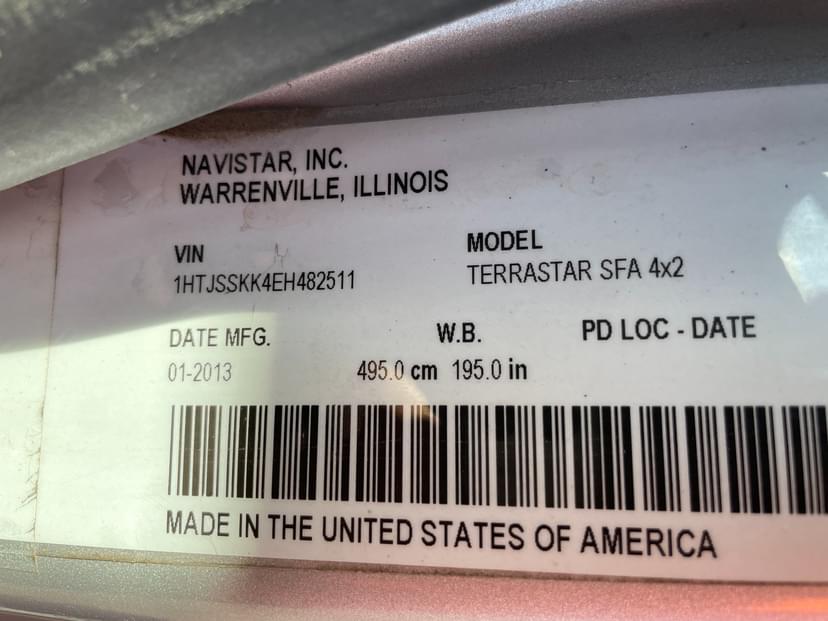 NAVISTAR, INC.
WARRENVILLE, ILLINOIS
VIN
MODEL
1HTJSSKK4EH482511
TERRASTAR SFA 4x2
DATE MFG.
W.B.
PD LOC - DATE
01-2013
495.0 cm 195.0 in
MADE IN THE UNITED STATES OF AMERICA